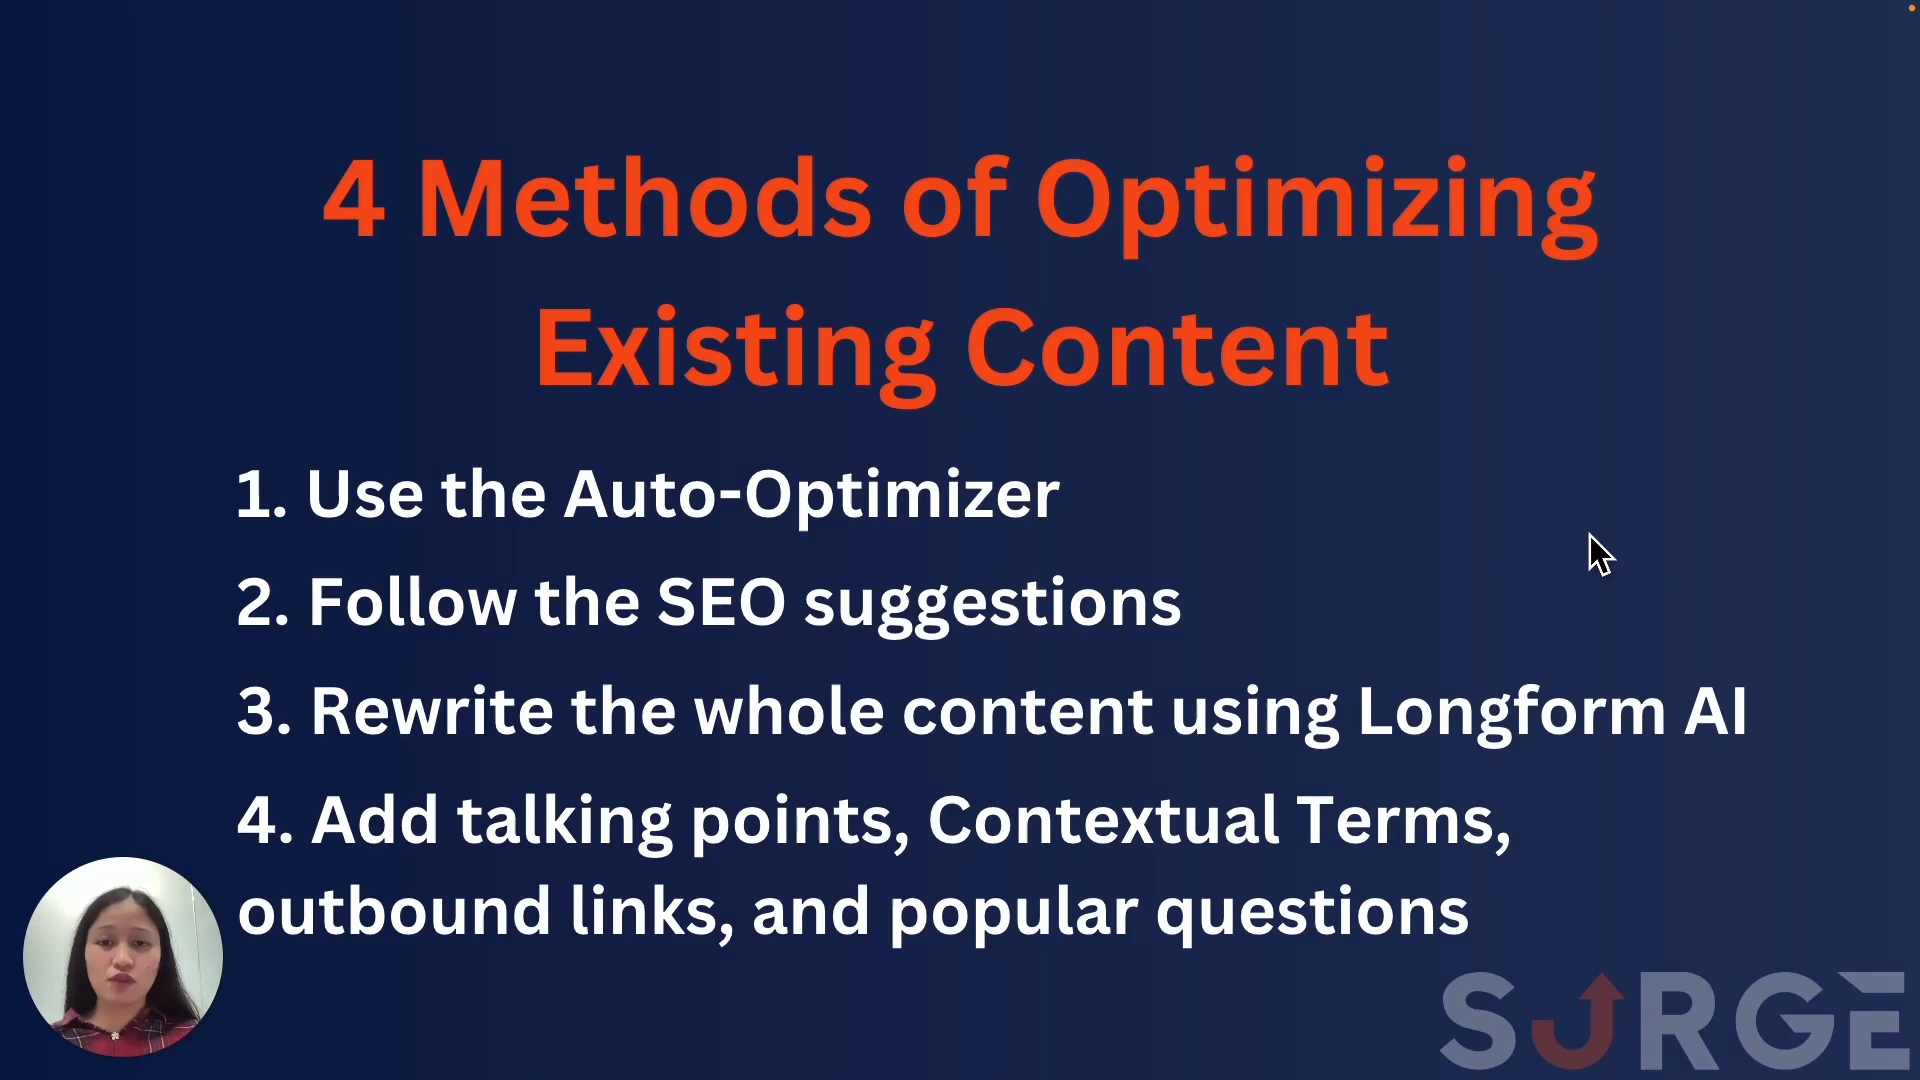 4 Methods of Optimizing
Existing Content
1. Use the Auto-Optimizer
2. Follow the SEO suggestions
3. Rewrite the whole content using Longform AI
4. Add talking points, Contextual Terms,
outbound links, and popular questions
SURGE